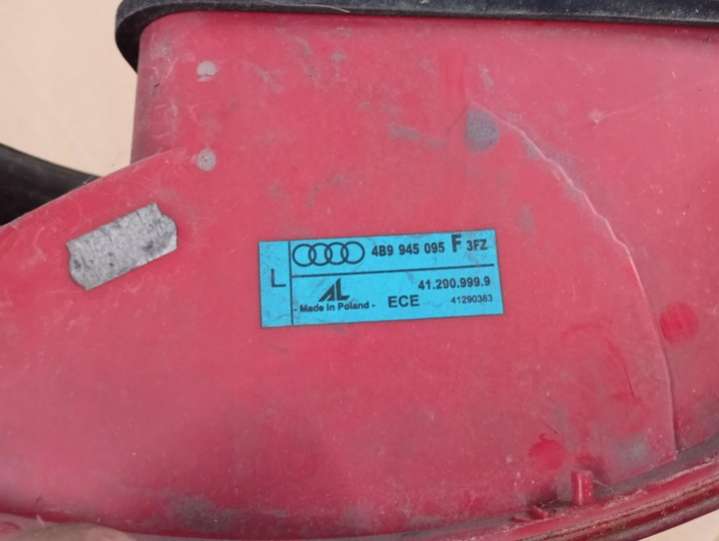 L
4B9 945 095 F 3FZ
41.290.999.9
AL
- Made in Poland - ECE 41290383